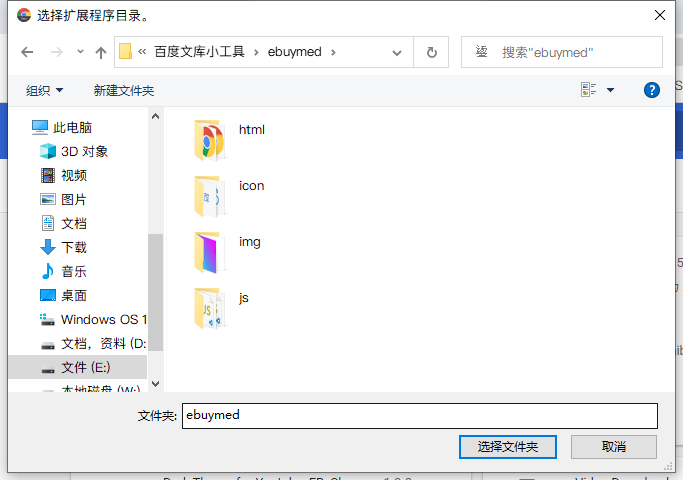 选择扩展程序目录。
« 百度文库小工具 › ebuymed ›
搜索"ebuymed"
组织 新建文件夹
此电脑
3D 对象
视频
图片
文档
下载
音乐
桌面
Windows OS 1
文档，资料 (D:
文件 (E:)
本地磁盘 (W:)
html
icon
img
js
文件夹: ebuymed
选择文件夹 取消